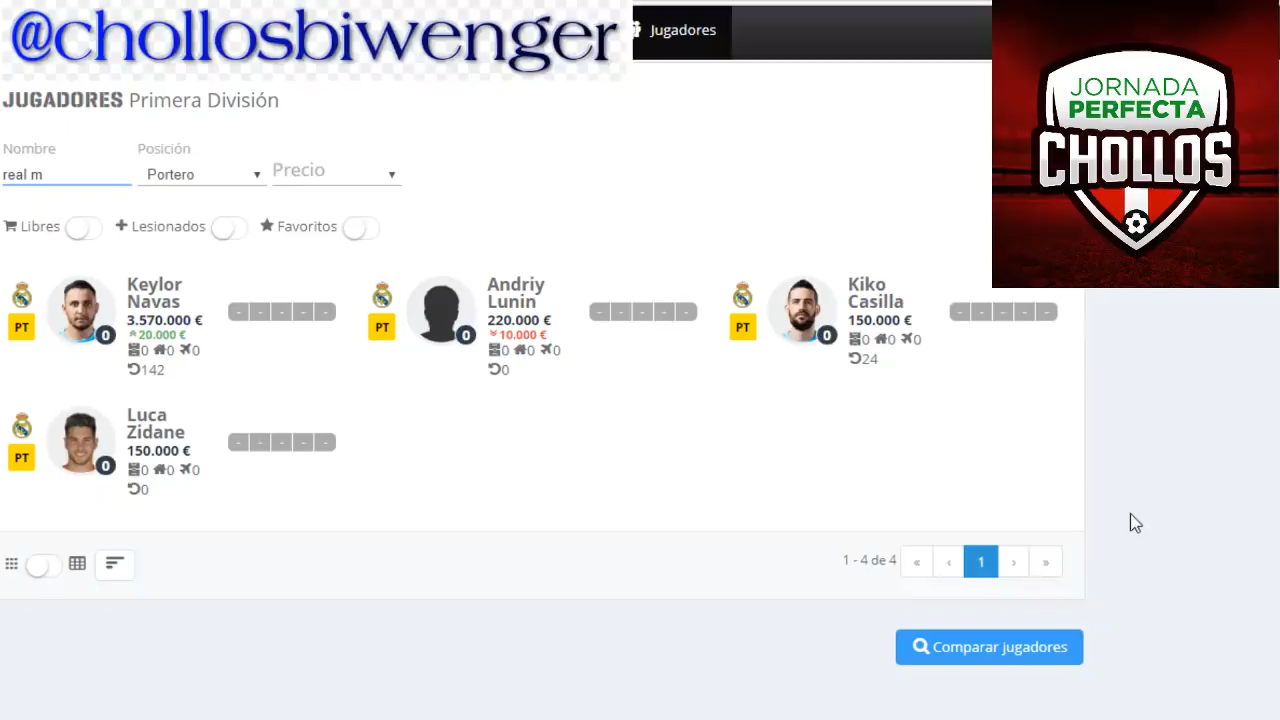 @chollosbiwenger
Jugadores
JORNADA
PERFECTA
CHOLLOS
JUGADORES Primera División
Nombre
Posición
real m
Portero
Precio
Libres
Lesionados
Favoritos
PT
Keylor
Navas
3.570.000 €
20.000 €
0 0 0
142
0
- - - - -
PT
Andriy
Lunin
220.000 €
10.000 €
0 0 0
0
0
- - - - -
PT
Kiko
Casilla
150.000 €
0 0 0
24
0
- - - - -
PT
Luca
Zidane
150.000 €
0 0 0
0
0
- - - - -
1 - 4 de 4 « ‹ 1 › »
Comparar jugadores